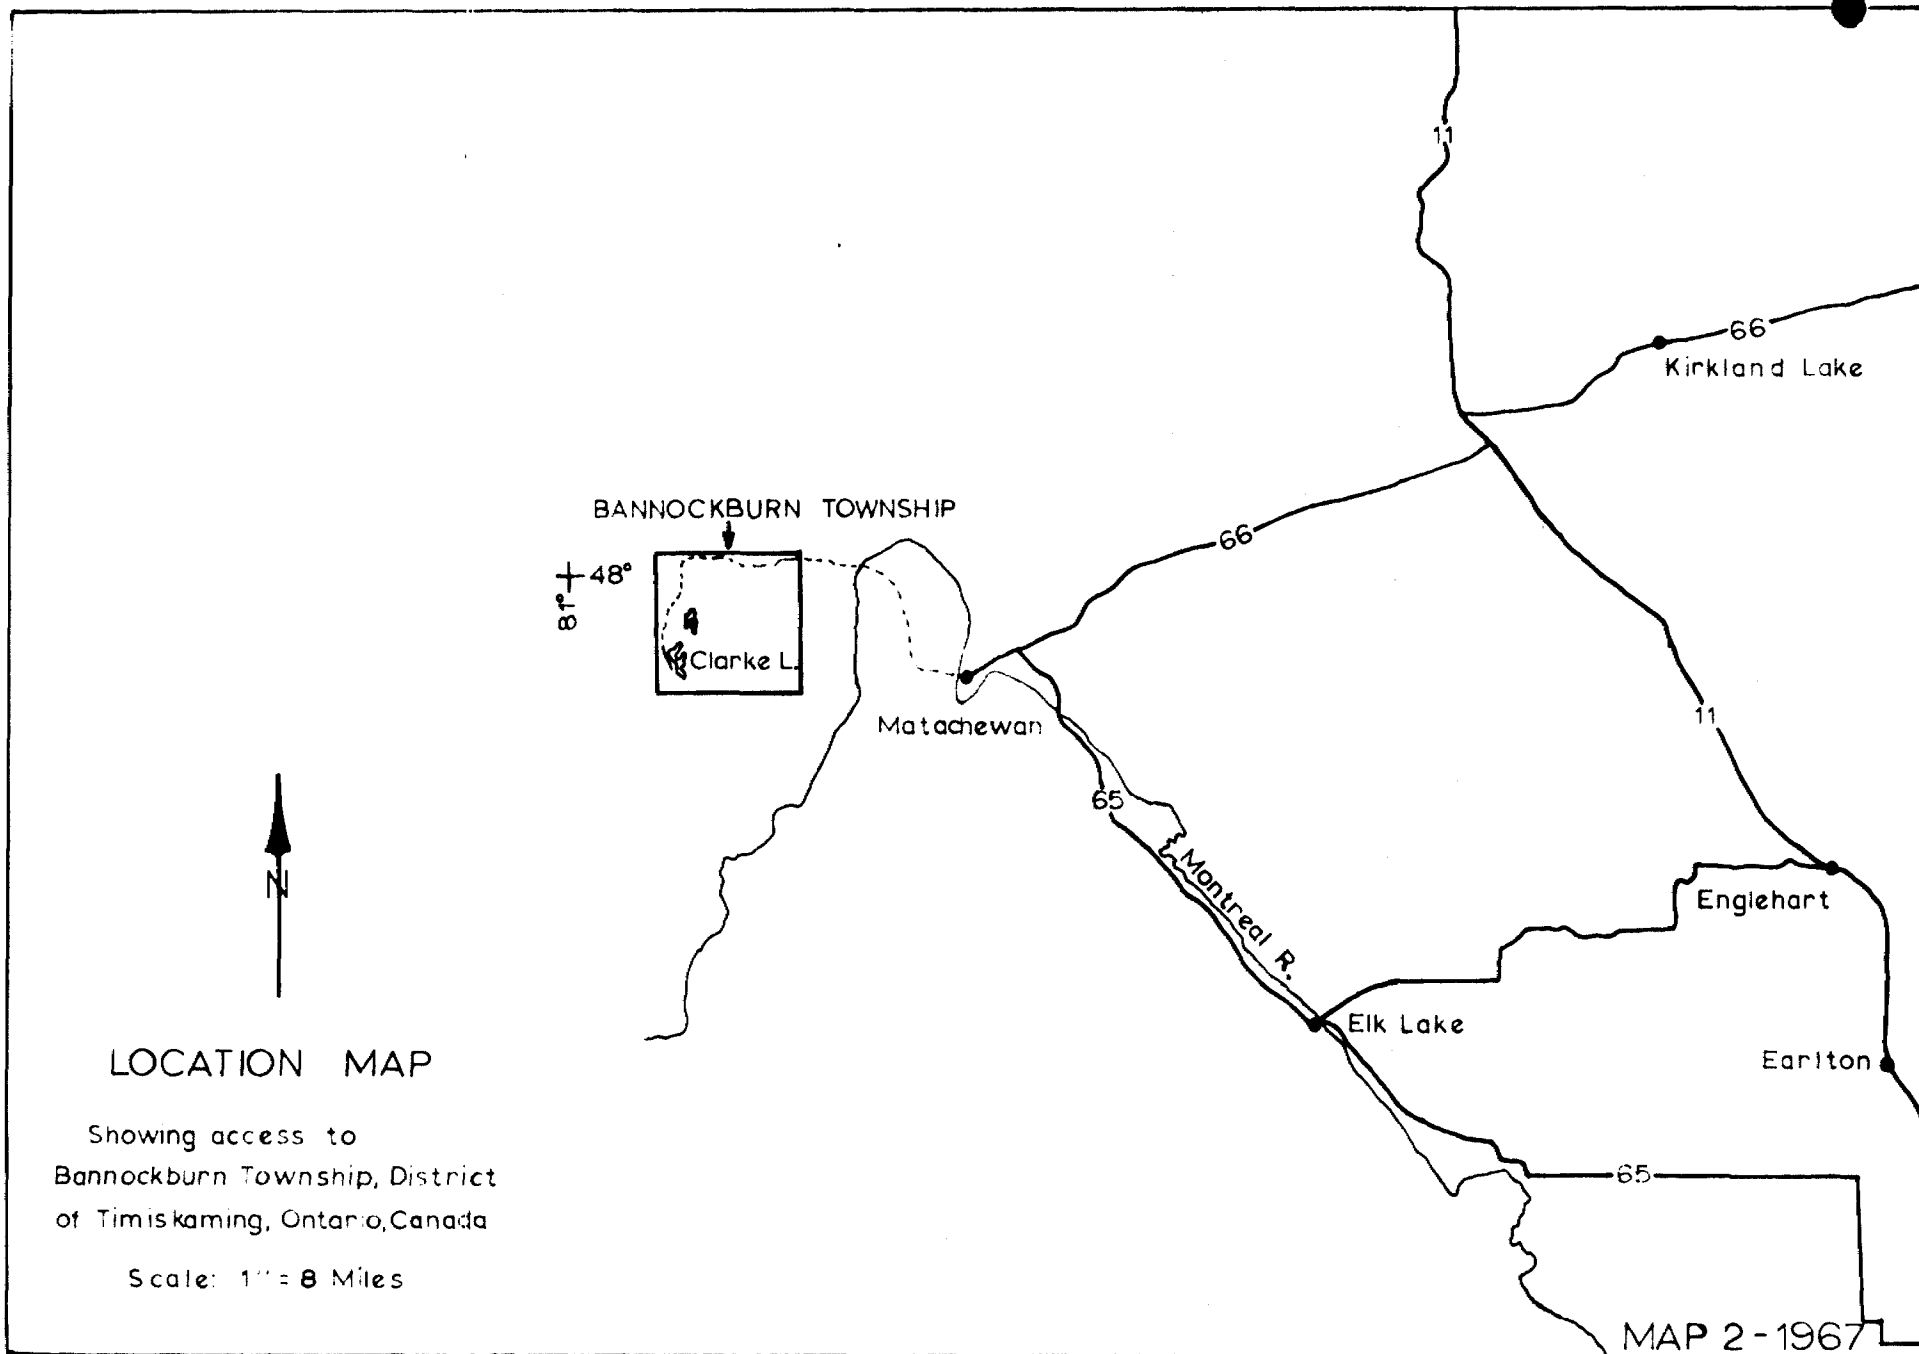 11
66
Kirkland Lake
BANNOCKBURN TOWNSHIP
66
48°
81°
Clarke L.
11
Matachewan
65
Montreal R.
Englehart
N
Elk Lake
Earlton
LOCATION MAP
Showing access to
Bannockburn Township, District
of Timiskaming, Ontario, Canada
Scale: 1" = 8 Miles
65
MAP 2-1967